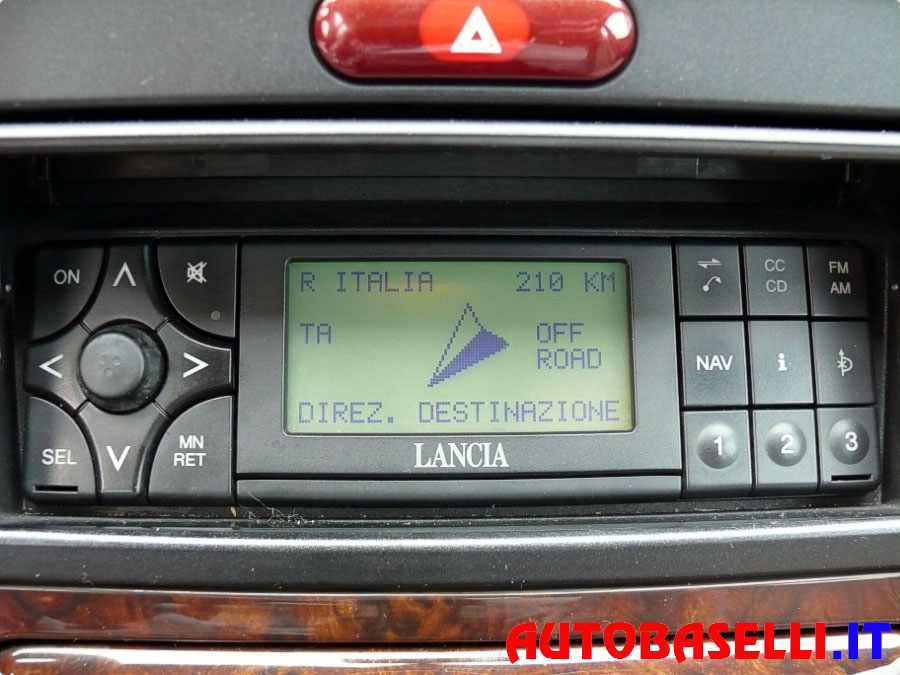 ON
SEL
MN
RET
R ITALIA 210 KM
TA OFF
ROAD
DIREZ. DESTINAZIONE
LANCIA
CC
CD
FM
AM
NAV i
1 2 3
AUTOBASELLI.IT